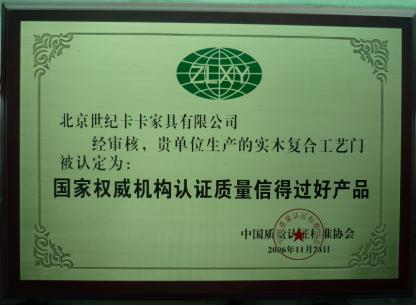 ZLXY
北京世纪卡卡家具有限公司
经审核，贵单位生产的实木复合工艺门
被认定为：
国家权威机构认证质量信得过好产品
中国质量认证标准协会
2006年11月28日